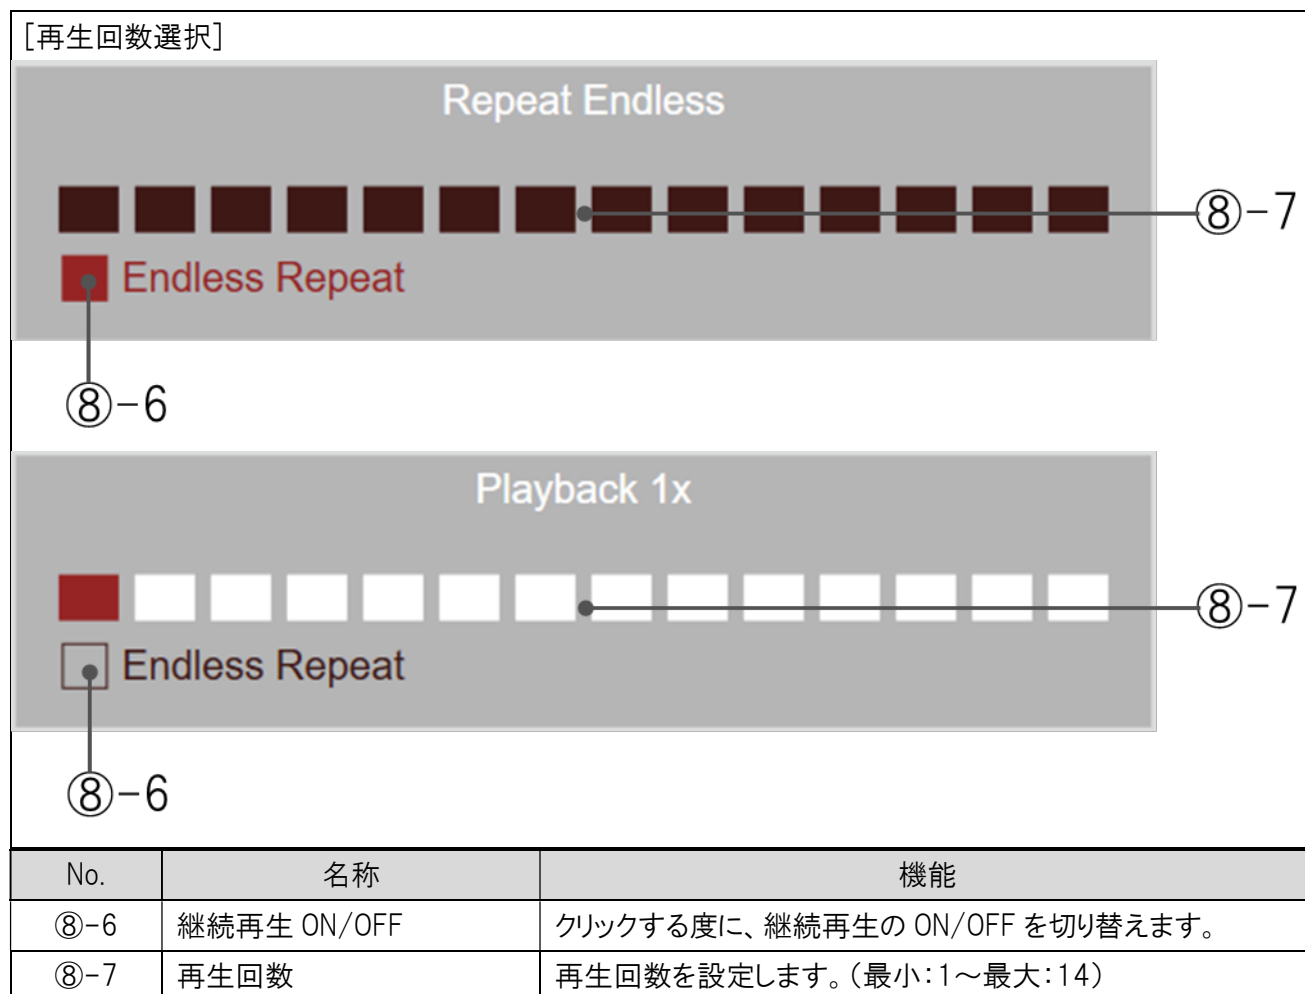 [再生回数選択]
Repeat Endless
⑧-7
Endless Repeat
⑧-6
Playback 1x
⑧-7
Endless Repeat
⑧-6
No. 名称 機能
⑧-6 継続再生 ON/OFF クリックする度に、継続再生の ON/OFF を切り替えます。
⑧-7 再生回数 再生回数を設定します。（最小：1～最大：14）